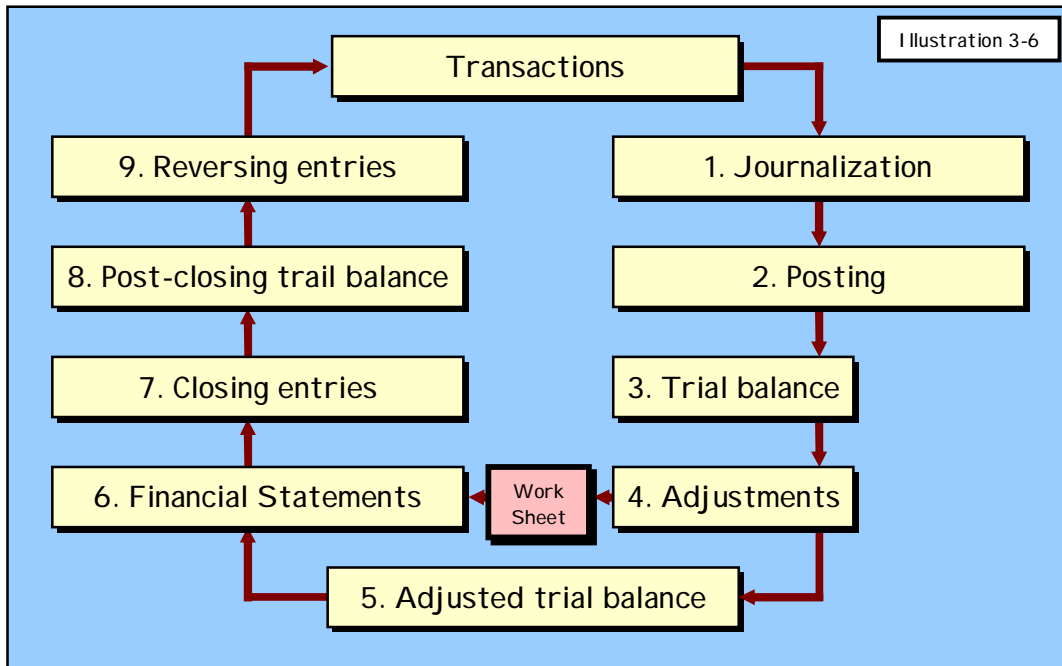 Illustration 3-6
Transactions
1. Journalization
2. Posting
3. Trial balance
4. Adjustments
Work
Sheet
5. Adjusted trial balance
6. Financial Statements
7. Closing entries
8. Post-closing trail balance
9. Reversing entries